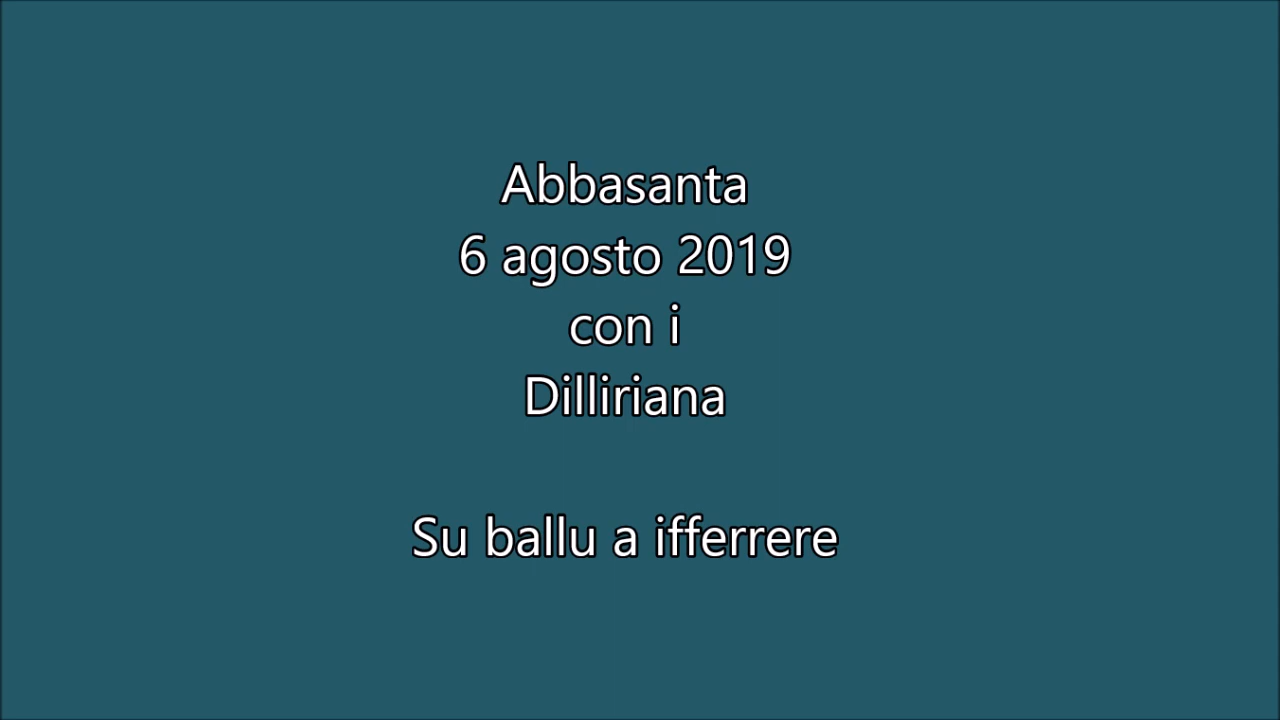 Abbasanta
6 agosto 2019
con i
Dilliriana
Su ballu a ifferrere